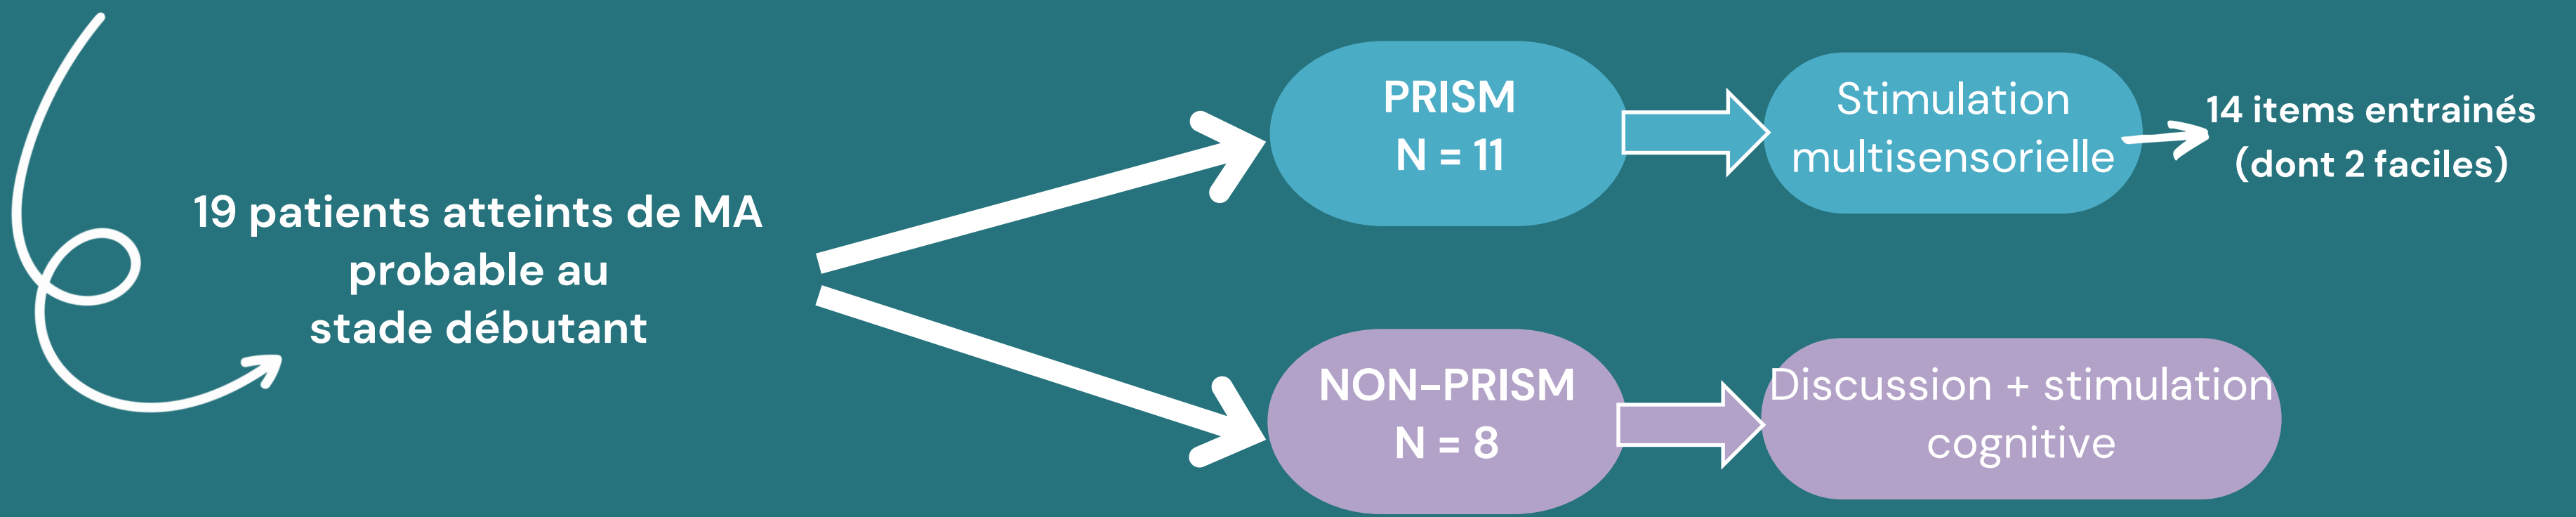 19 patients atteints de MA
probable au
stade débutant
PRISM
N = 11
Stimulation
multisensorielle
14 items entrainés
(dont 2 faciles)
NON-PRISM
N = 8
Discussion + stimulation
cognitive